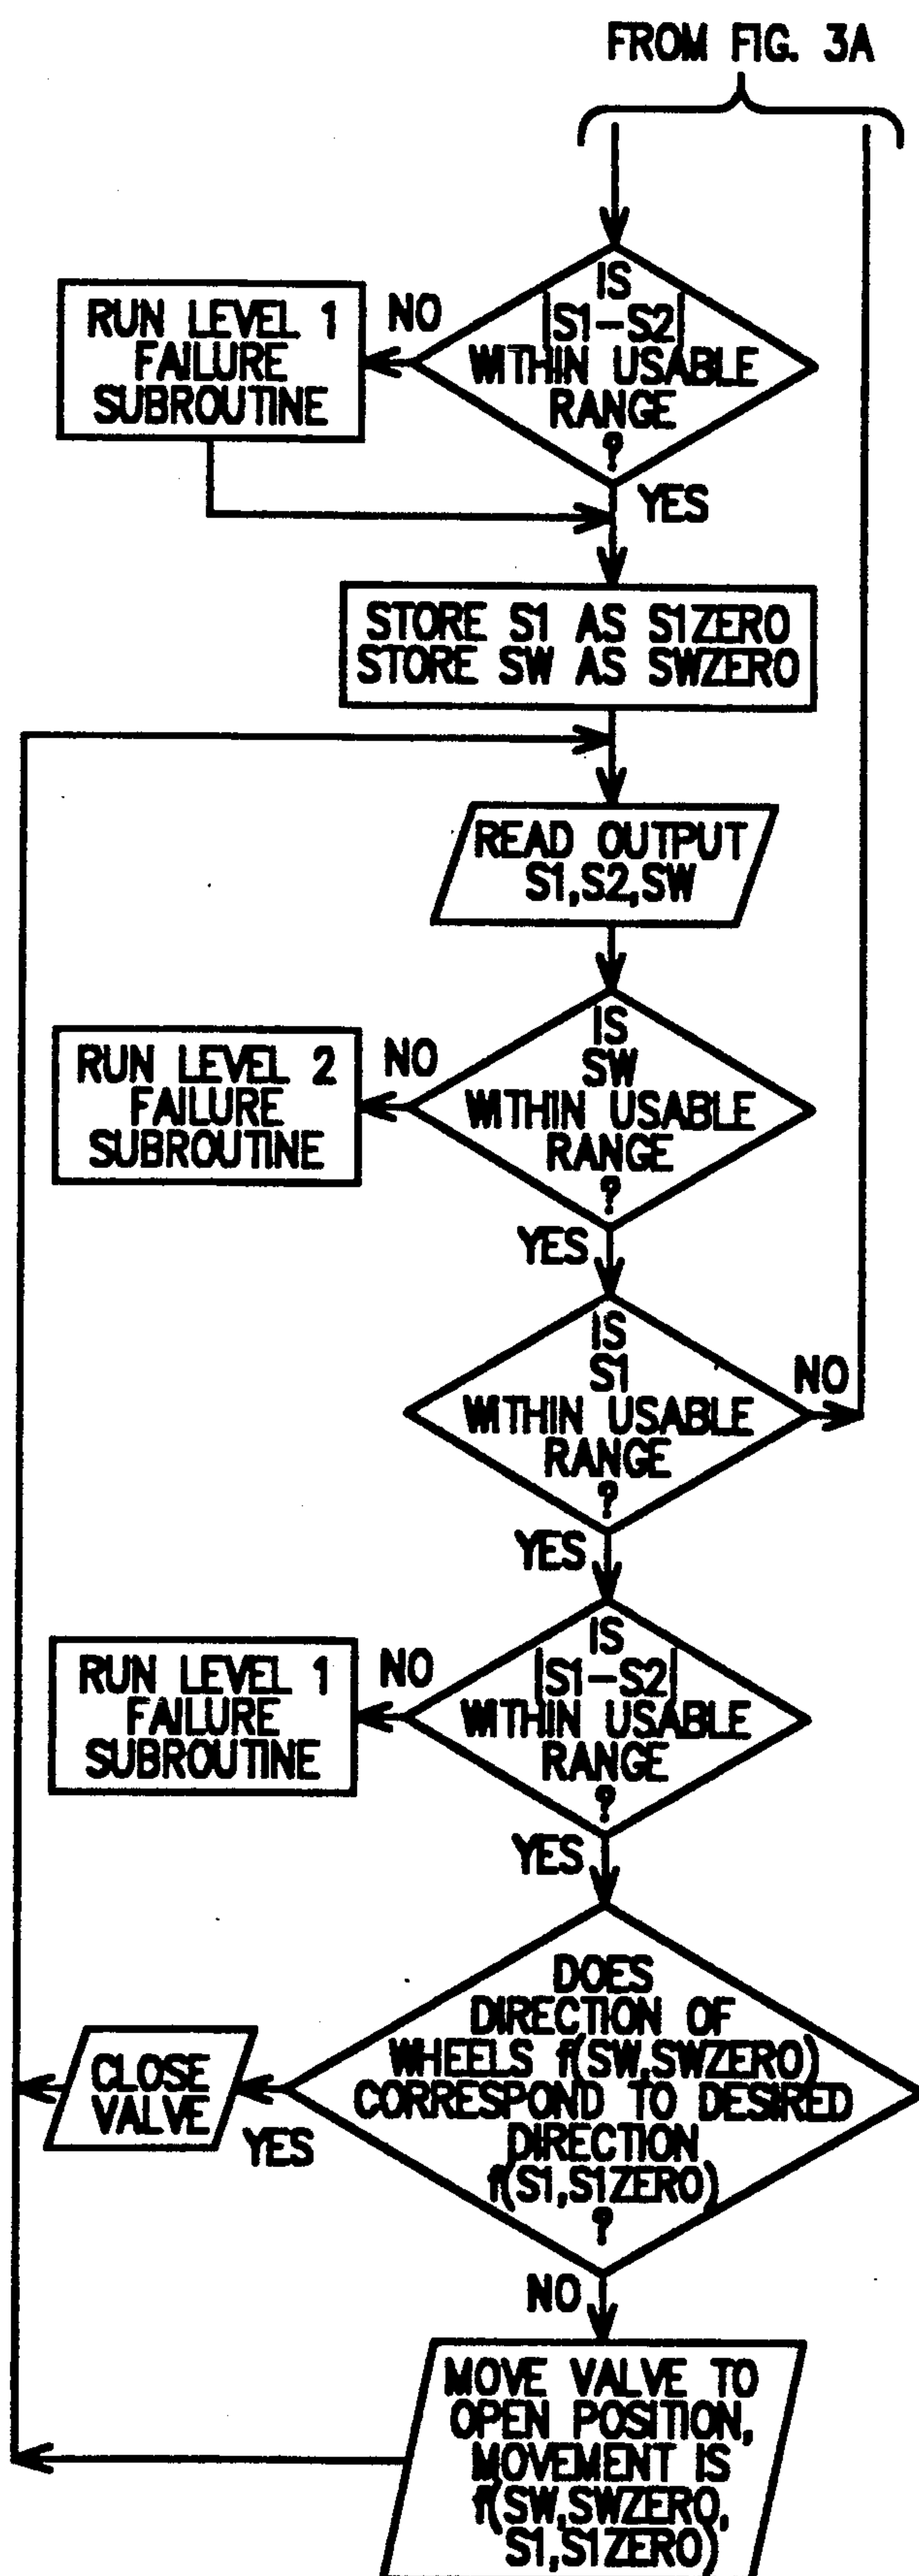 FROM FIG. 3A
IS
|S1-S2|
WITHIN USABLE
RANGE
?
NO
RUN LEVEL 1
FAILURE
SUBROUTINE
YES
STORE S1 AS S1ZERO
STORE SW AS SWZERO
READ OUTPUT
S1,S2,SW
IS
SW
WITHIN USABLE
RANGE
?
NO
RUN LEVEL 2
FAILURE
SUBROUTINE
YES
IS
S1
WITHIN USABLE
RANGE
?
NO
YES
IS
|S1-S2|
WITHIN USABLE
RANGE
?
NO
RUN LEVEL 1
FAILURE
SUBROUTINE
YES
DOES
DIRECTION OF
WHEELS f(SW,SWZERO)
CORRESPOND TO DESIRED
DIRECTION
f(S1,S1ZERO)
?
YES
CLOSE
VALVE
NO
MOVE VALVE TO
OPEN POSITION,
MOVEMENT IS
f(SW,SWZERO,
S1,S1ZERO)